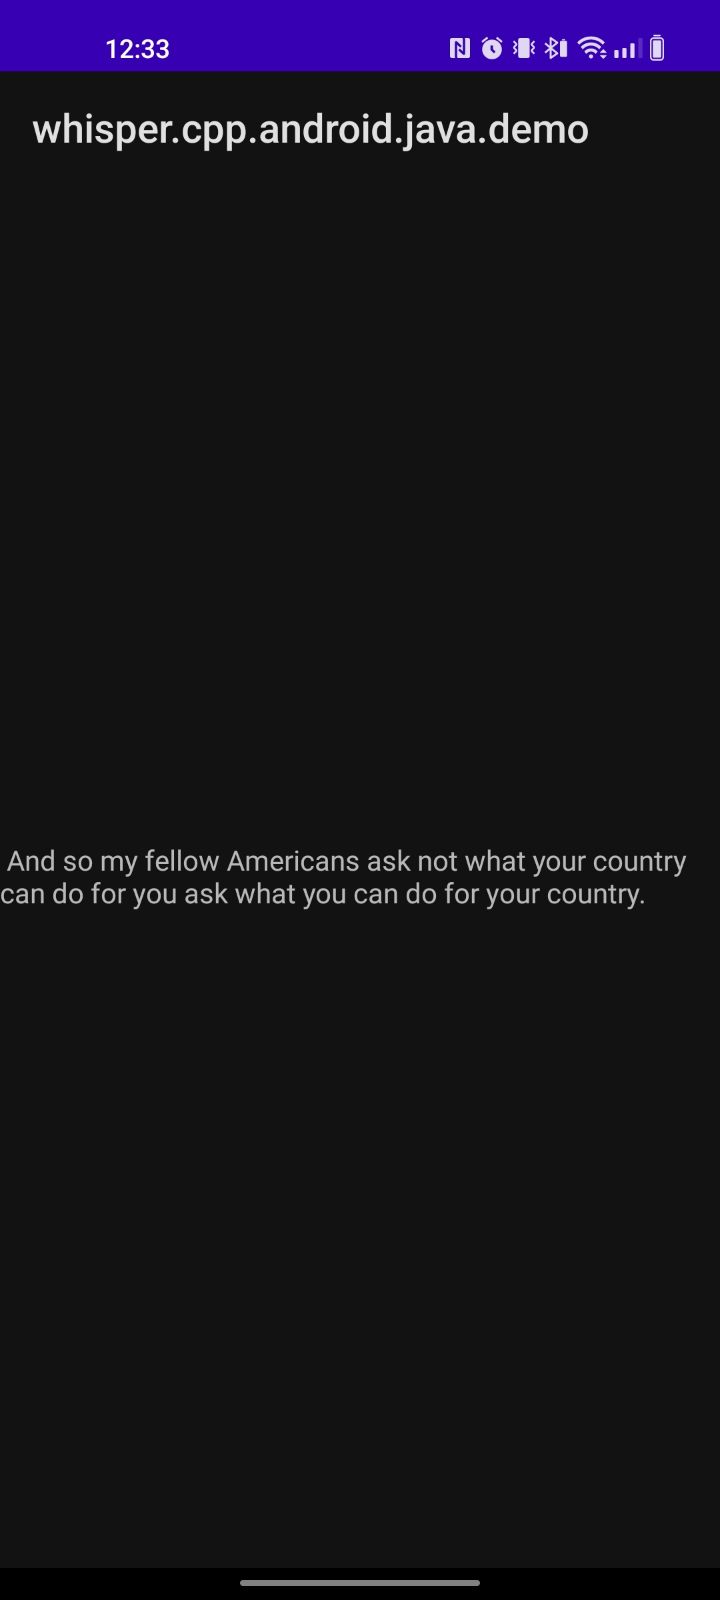 12:33
whisper.cpp.android.java.demo
And so my fellow Americans ask not what your country
can do for you ask what you can do for your country.